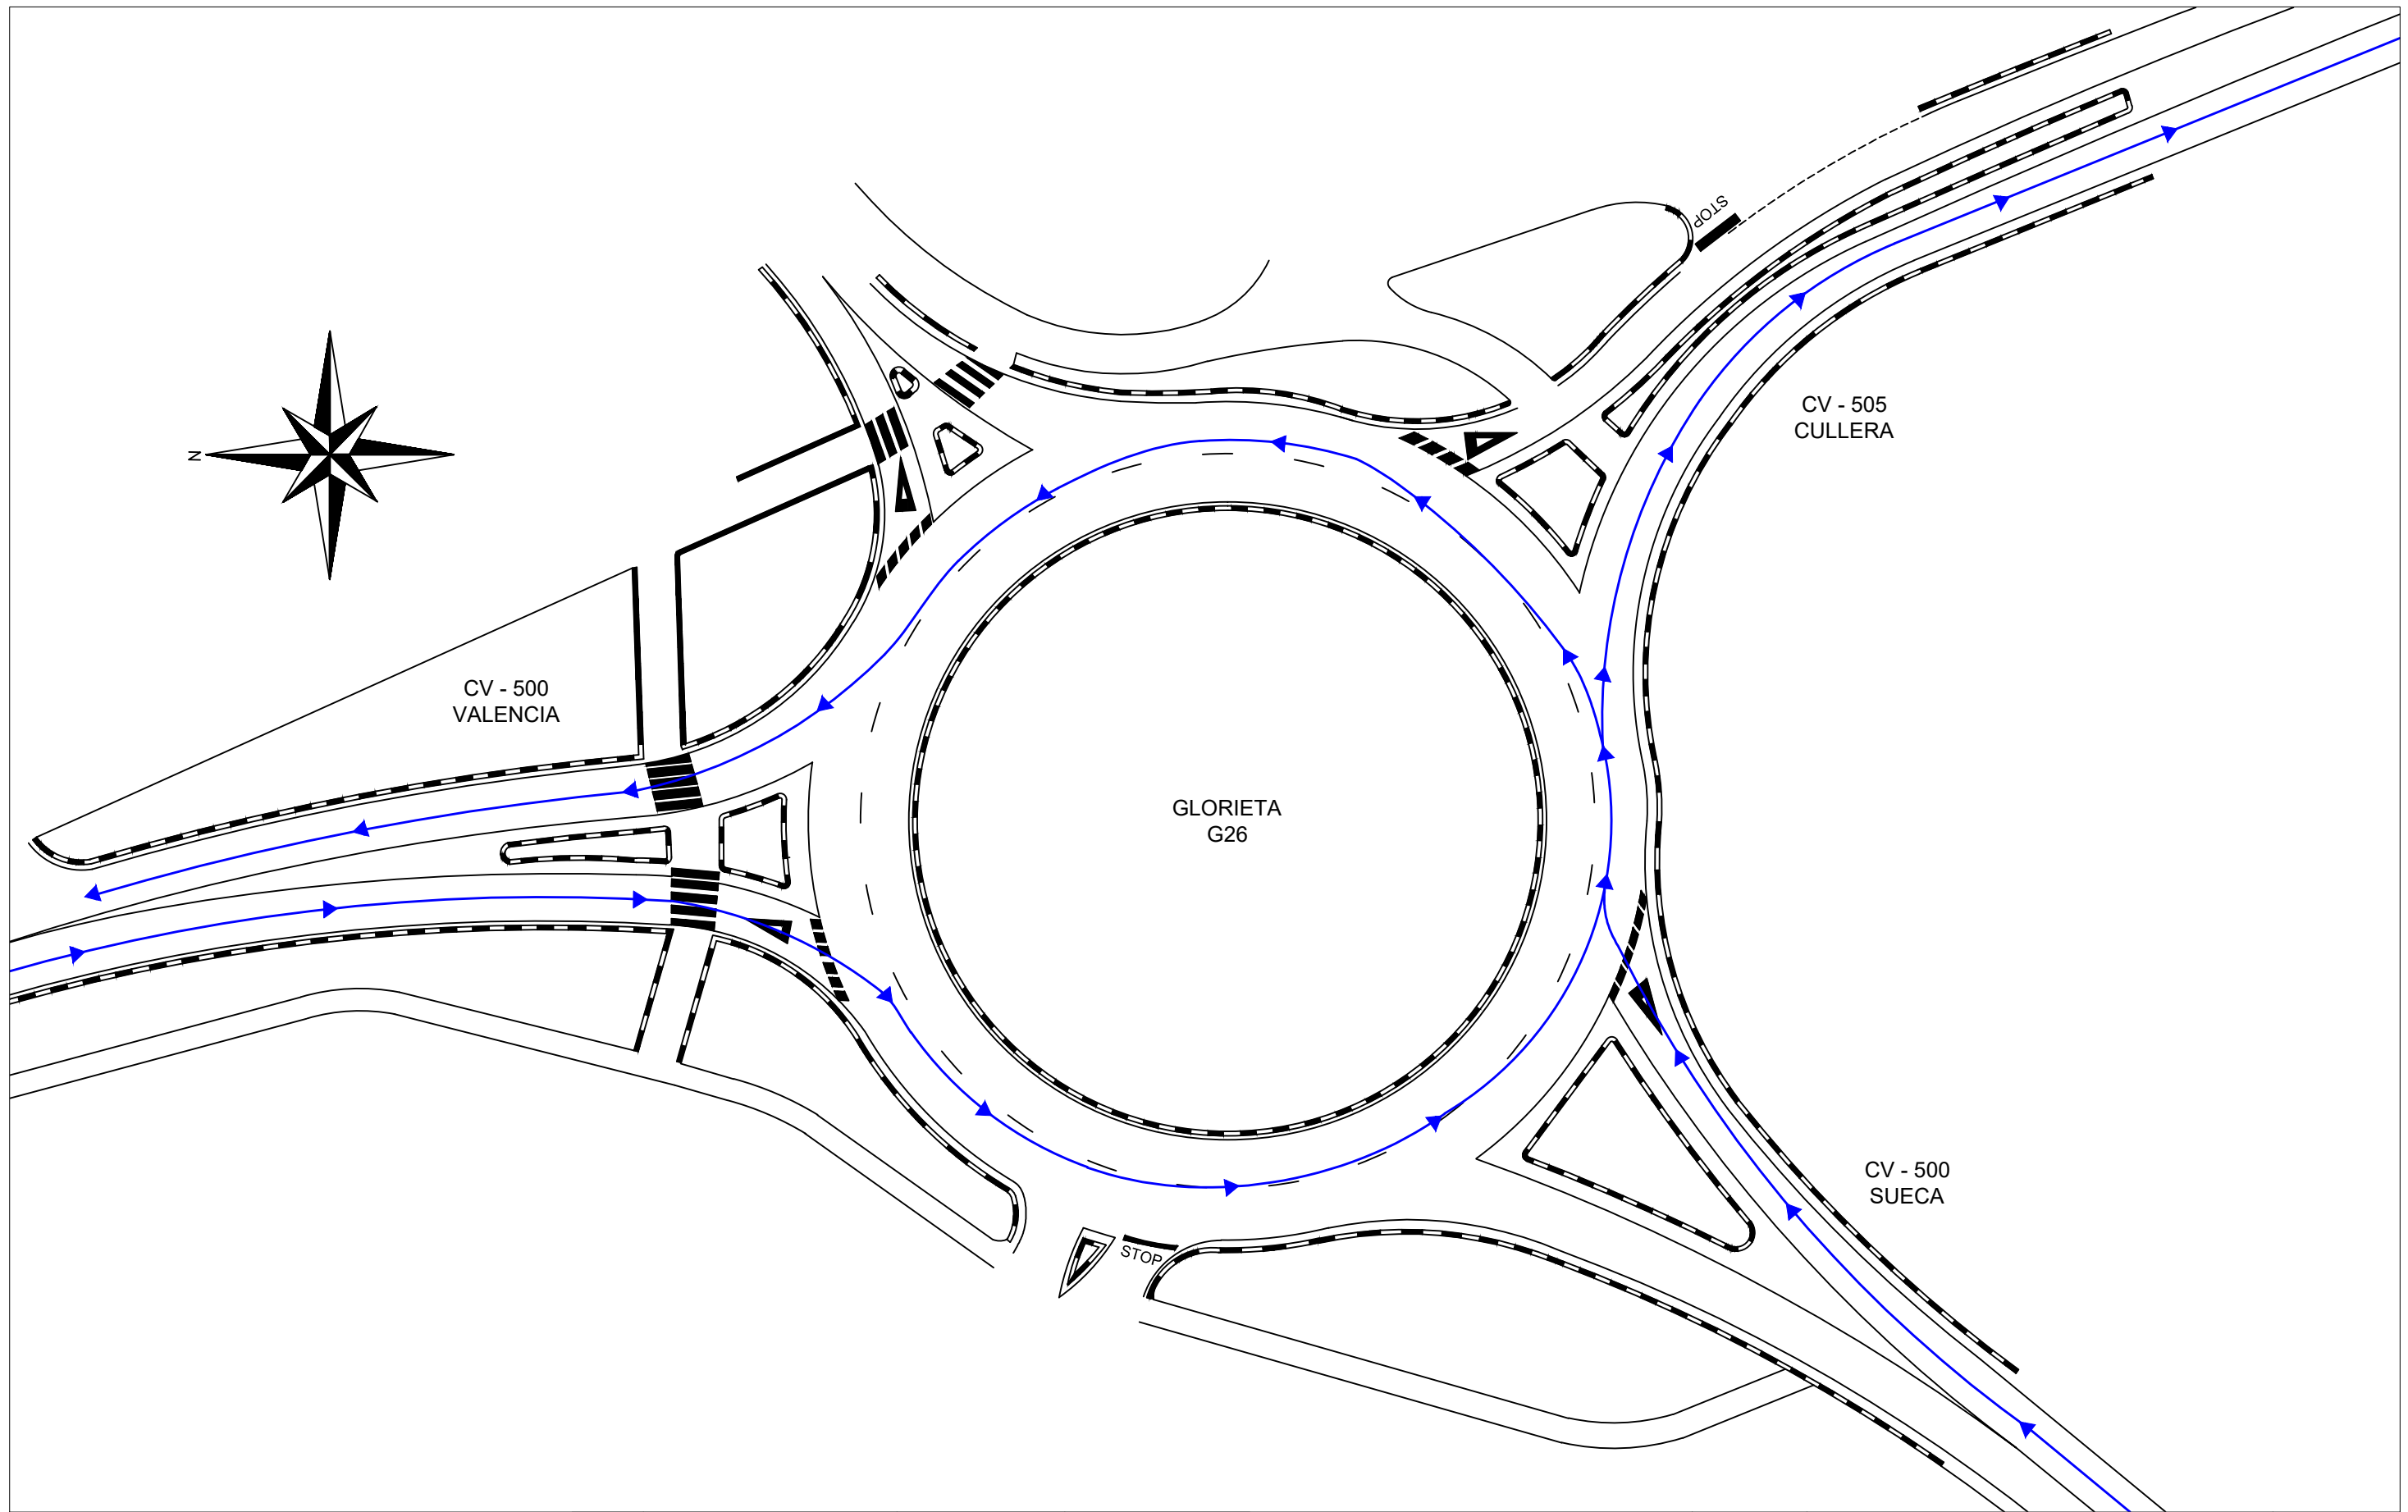 STOP
CV - 505
CULLERA
N
CV - 500
VALENCIA
GLORIETA
G26
CV - 500
SUECA
STOP